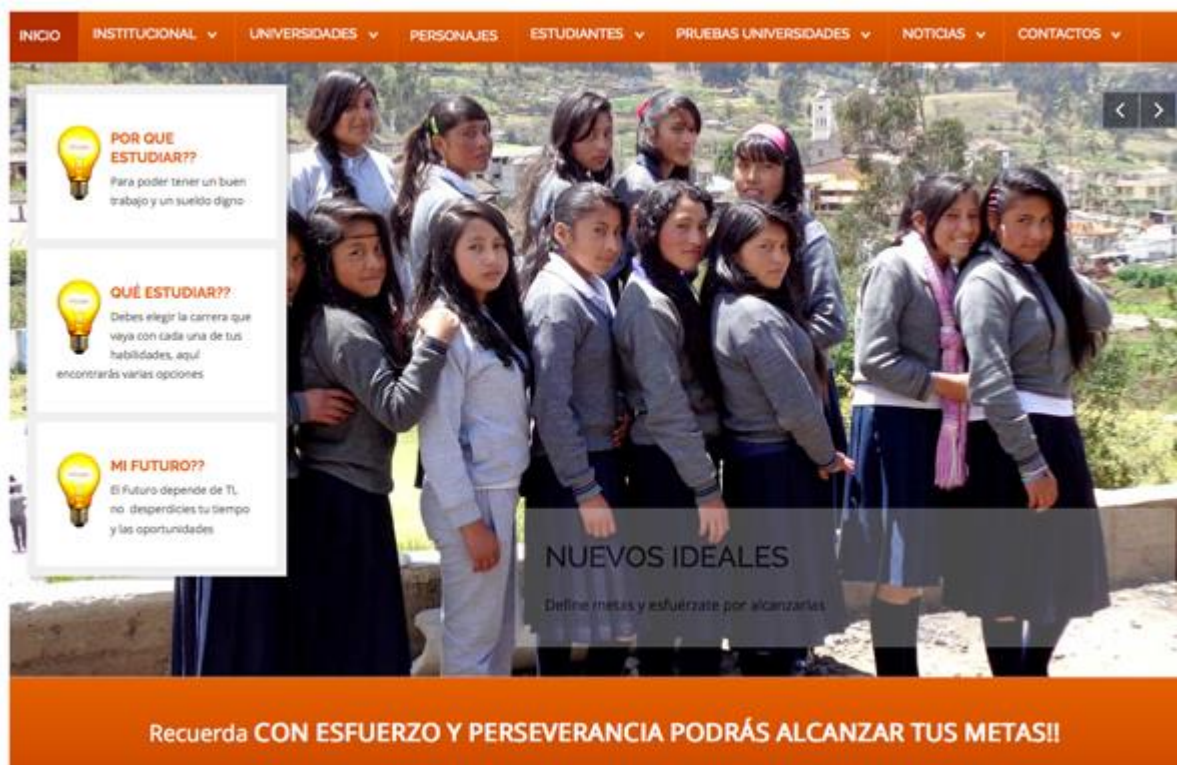 INICIO INSTITUCIONAL UNIVERSIDADES PERSONAJES ESTUDIANTES PRUEBAS UNIVERSIDADES NOTICIAS CONTACTOS
POR QUE
ESTUDIAR??
Para poder tener un buen
trabajo y un sueldo digno
QUÉ ESTUDIAR??
Debes elegir la carrera que
vaya con cada una de tus
habilidades, aquí
encontrarás varias opciones
MI FUTURO??
El Futuro depende de TI,
no desperdicies tu tiempo
y las oportunidades
NUEVOS IDEALES
Define metas y esfuérzate por alcanzarlas
Recuerda CON ESFUERZO Y PERSEVERANCIA PODRÁS ALCANZAR TUS METAS!!